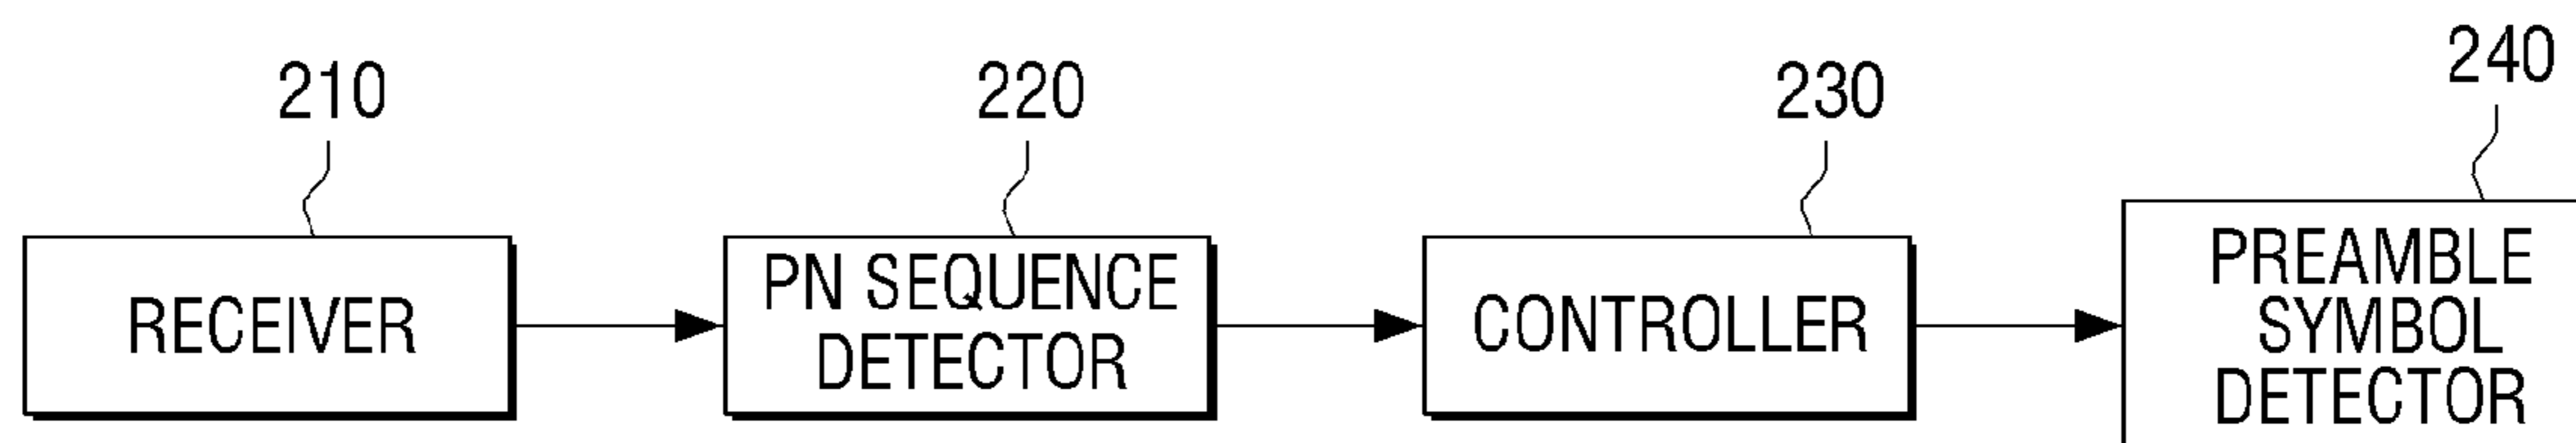 210
220
230
240
RECEIVER
PN SEQUENCE
DETECTOR
CONTROLLER
PREAMBLE
SYMBOL
DETECTOR